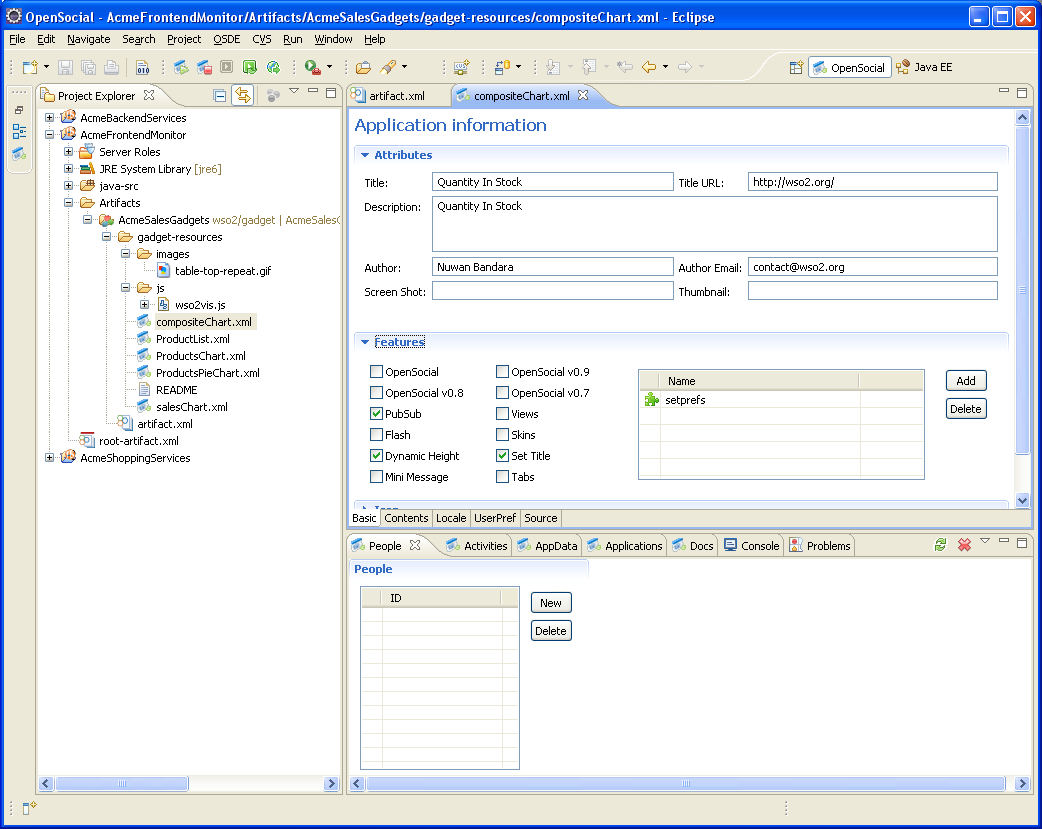 OpenSocial - AcmeFrontendMonitor/Artifacts/AcmeSalesGadgets/gadget-resources/compositeChart.xml - Eclipse
File Edit Navigate Search Project OSDE CVS Run Window Help
OpenSocial Java EE
Project Explorer
AcmeBackendServices
AcmeFrontendMonitor
Server Roles
JRE System Library [jre6]
java-src
Artifacts
AcmeSalesGadgets wso2/gadget | AcmeSales
gadget-resources
images
table-top-repeat.gif
js
wso2vis.js
compositeChart.xml
ProductList.xml
ProductsChart.xml
ProductsPieChart.xml
README
salesChart.xml
artifact.xml
root-artifact.xml
AcmeShoppingServices
artifact.xml compositeChart.xml
Application information
Attributes
Title: Quantity In Stock Title URL: http://wso2.org/
Description: Quantity In Stock
Author: Nuwan Bandara Author Email: contact@wso2.org
Screen Shot: Thumbnail:
Features
OpenSocial OpenSocial v0.9
OpenSocial v0.8 OpenSocial v0.7
PubSub Views
Flash Skins
Dynamic Height Set Title
Mini Message Tabs
Name
setprefs
Add
Delete
Icon
Basic Contents Locale UserPref Source
People Activities AppData Applications Docs Console Problems
People
ID
New
Delete